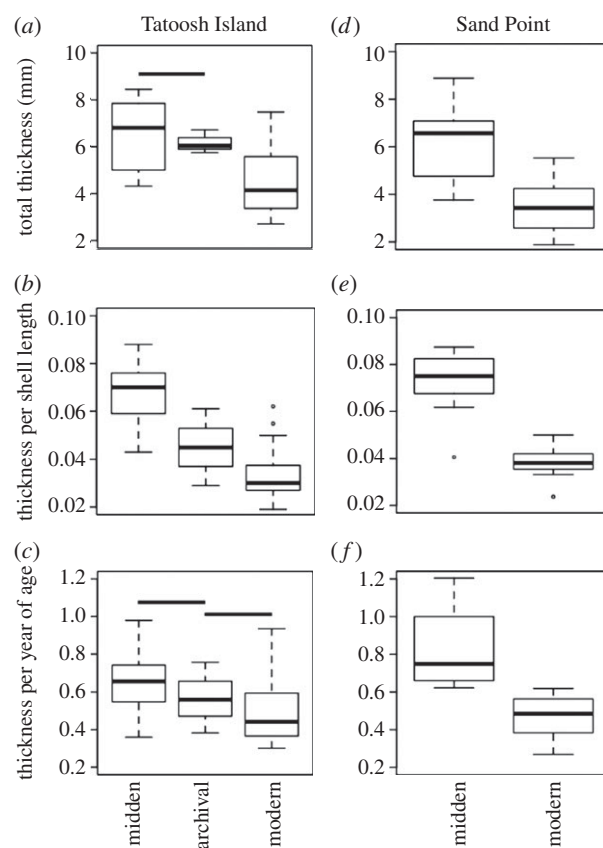 (a) Tatoosh Island
(d) Sand Point
total thickness (mm)
10
8
6
4
2
10
8
6
4
2
(b)
(e)
thickness per shell length
0.10
0.08
0.06
0.04
0.02
0.10
0.08
0.06
0.04
0.02
(c)
(f)
thickness per year of age
1.2
1.0
0.8
0.6
0.4
0.2
1.2
1.0
0.8
0.6
0.4
0.2
midden
archival
modern
midden
modern